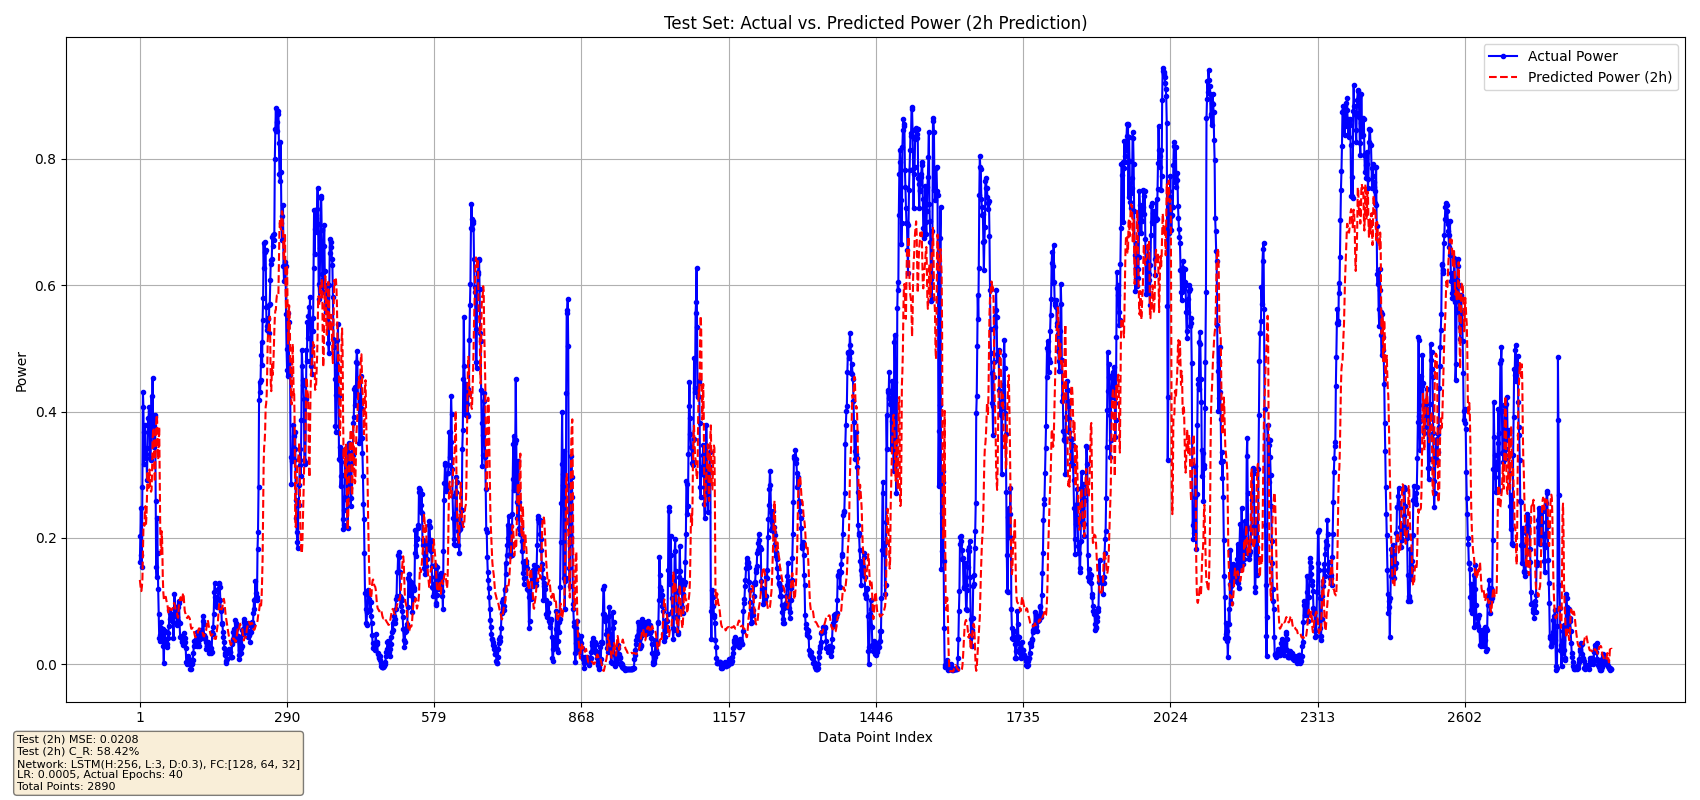 Test Set: Actual vs. Predicted Power (2h Prediction)
Actual Power
Predicted Power (2h)
Power
0.8
0.6
0.4
0.2
0.0
1 290 579 868 1157 1446 1735 2024 2313 2602
Data Point Index
Test (2h) MSE: 0.0208
Test (2h) C_R: 58.42%
Network: LSTM(H:256, L:3, D:0.3), FC:[128, 64, 32]
LR: 0.0005, Actual Epochs: 40
Total Points: 2890